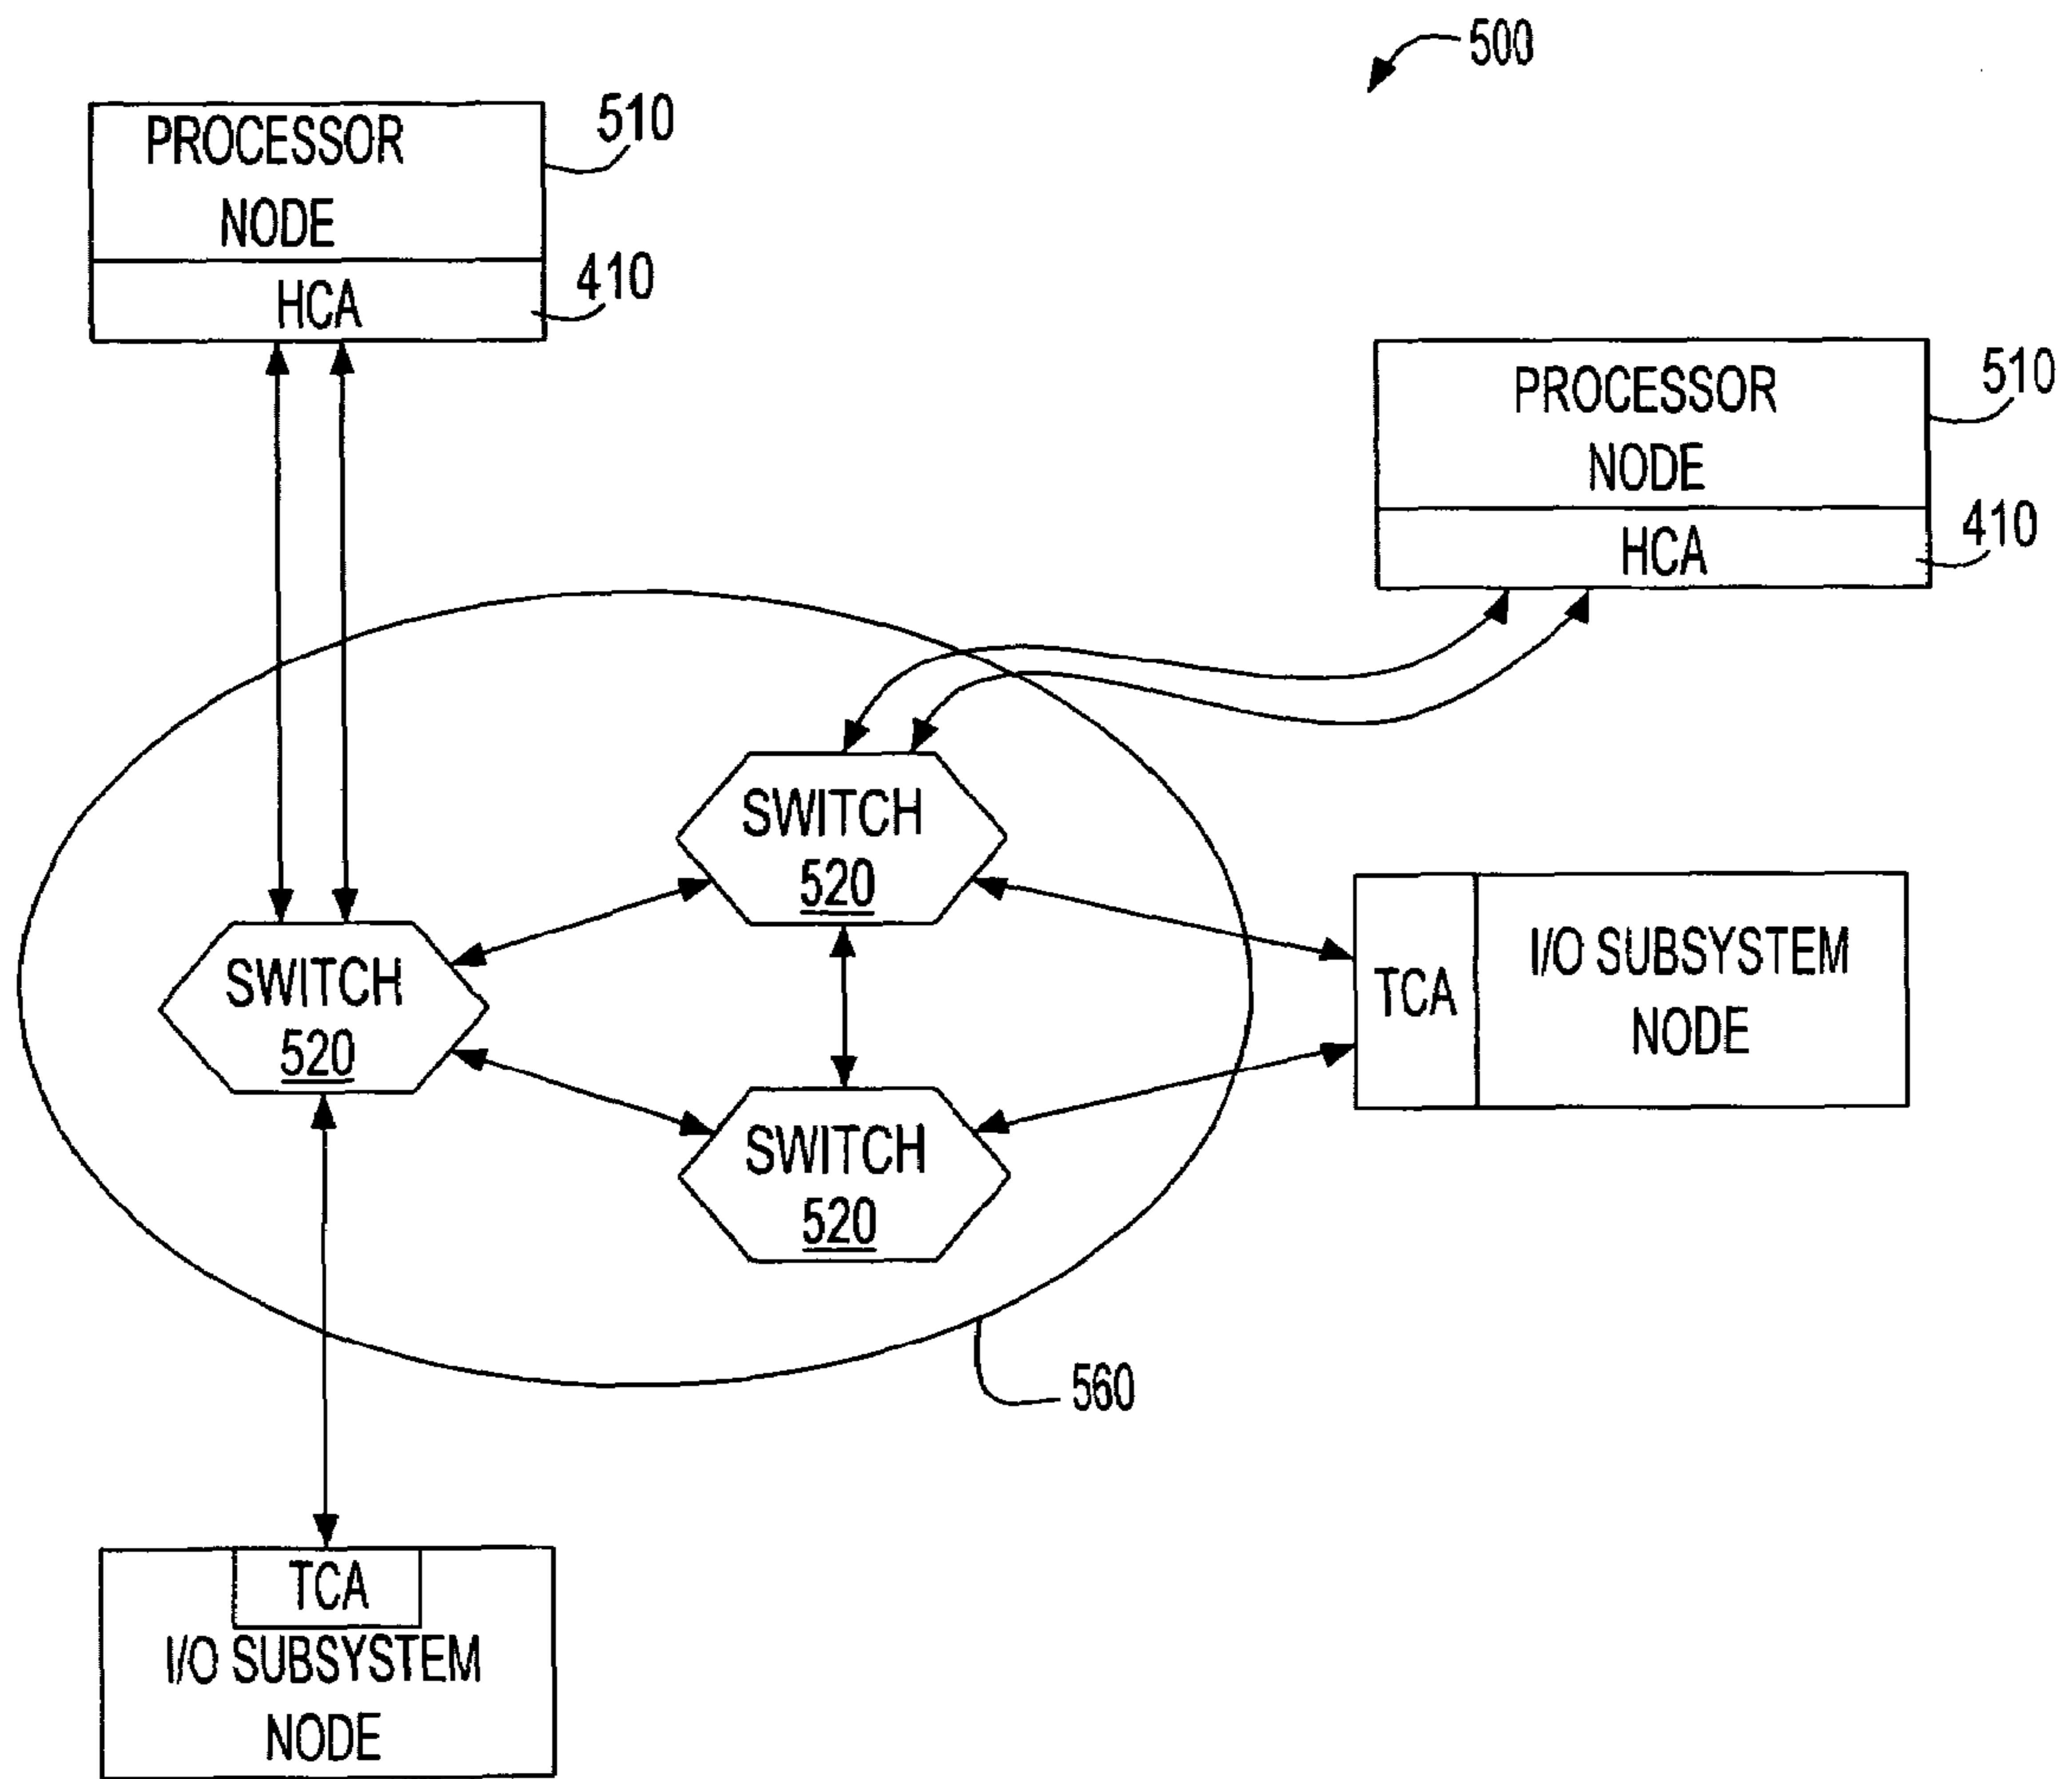 500
PROCESSOR
NODE
510
HCA
410
PROCESSOR
NODE
510
HCA
410
SWITCH
520
SWITCH
520
SWITCH
520
TCA
I/O SUBSYSTEM
NODE
560
TCA
I/O SUBSYSTEM
NODE